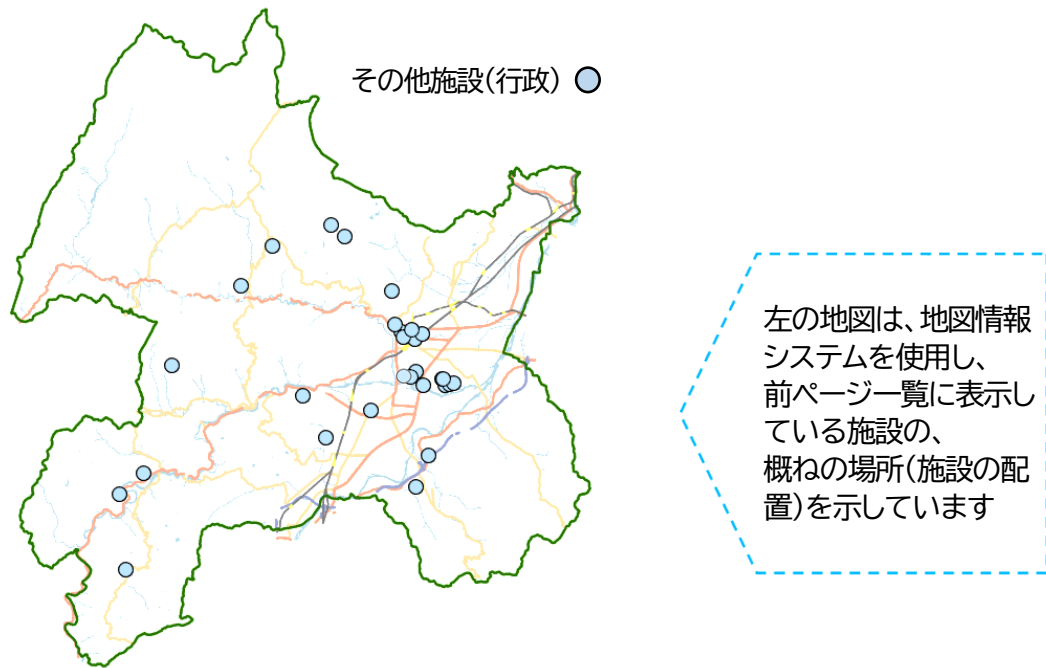 その他施設(行政)
左の地図は、地図情報
システムを使用し、
前ページ一覧に表示し
ている施設の、
概ねの場所(施設の配
置)を示しています